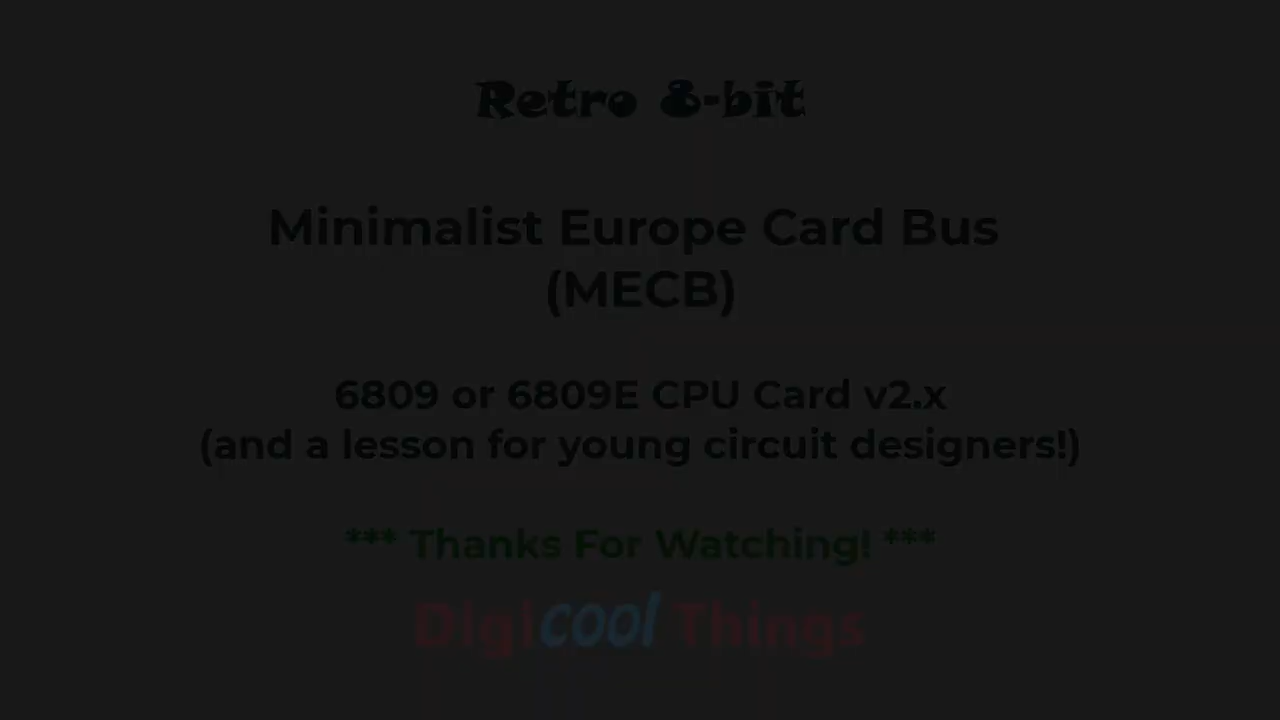 Retro 8-bit
Minimalist Europe Card Bus
(MECB)
6809 or 6809E CPU Card v2.x
(and a lesson for young circuit designers!)
*** Thanks For Watching! ***
Digicool Things